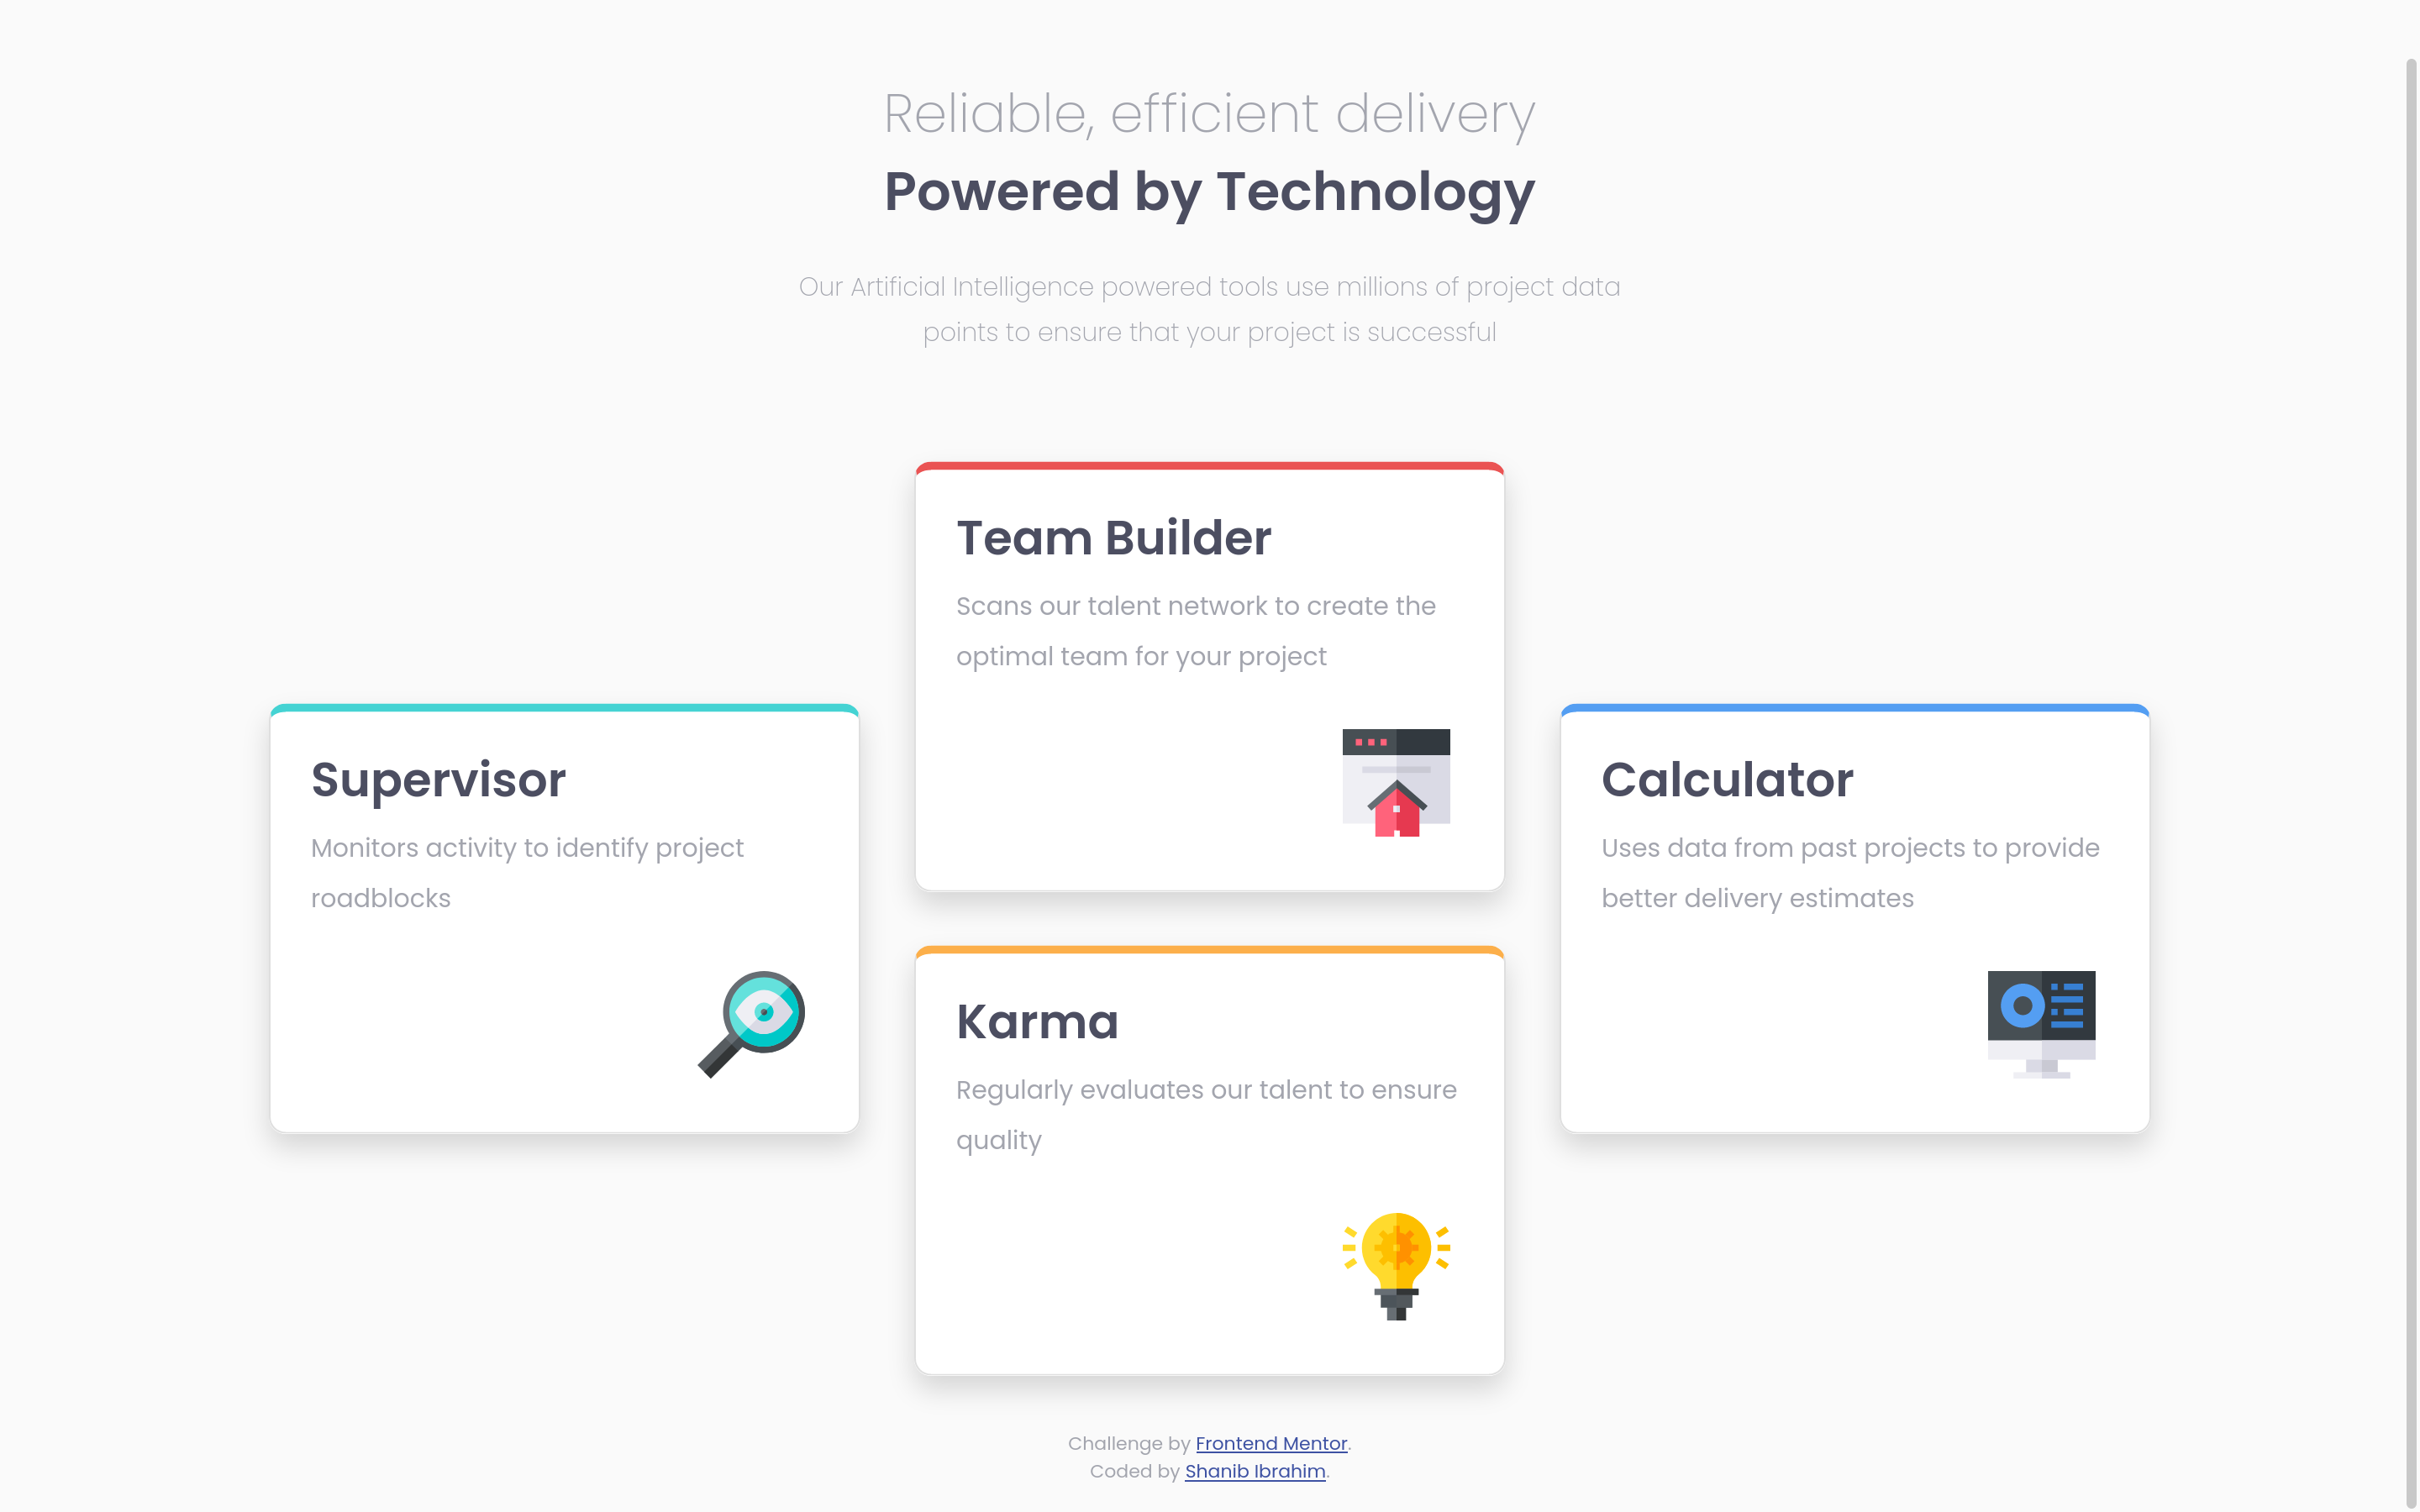 Reliable, efficient delivery
Powered by Technology
Our Artificial Intelligence powered tools use millions of project data
points to ensure that your project is successful
Team Builder
Scans our talent network to create the
optimal team for your project
Supervisor
Monitors activity to identify project
roadblocks
Calculator
Uses data from past projects to provide
better delivery estimates
Karma
Regularly evaluates our talent to ensure
quality
Challenge by Frontend Mentor.
Coded by Shanib Ibrahim.